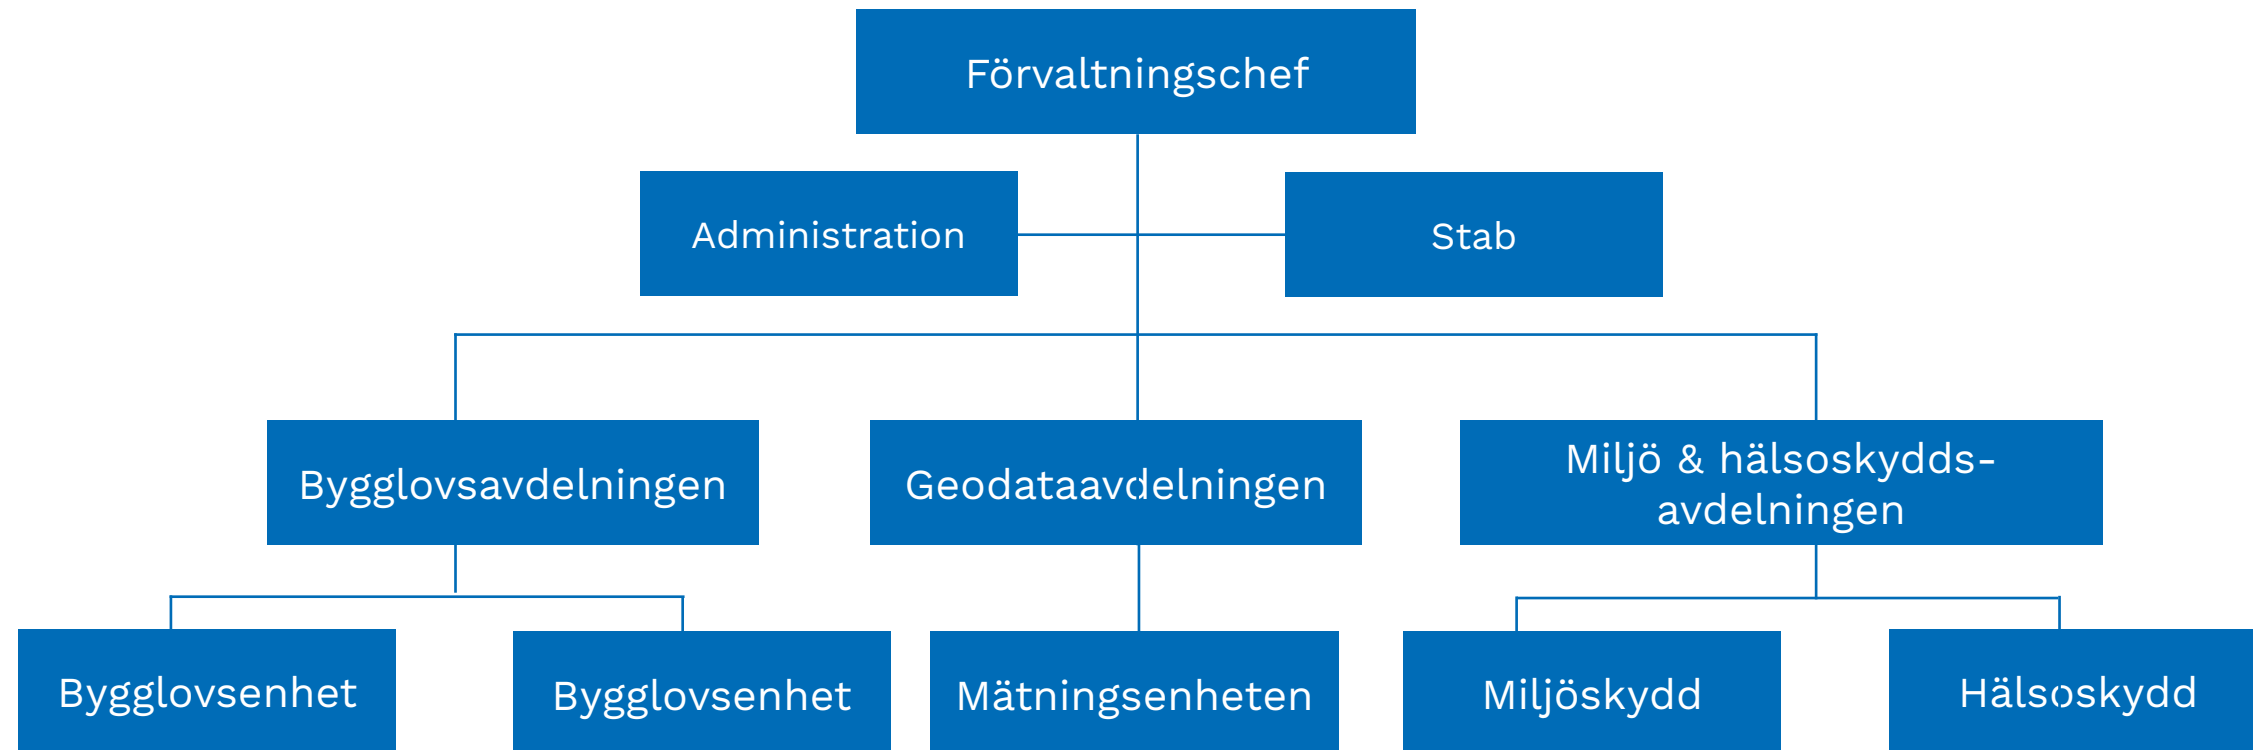 Förvaltningschef
Administration
Stab
Bygglovsavdelningen
Geodataavdelningen
Miljö & hälsoskydds-
avdelningen
Bygglovsenhet
Bygglovsenhet
Mätningsenheten
Miljöskydd
Hälsoskydd